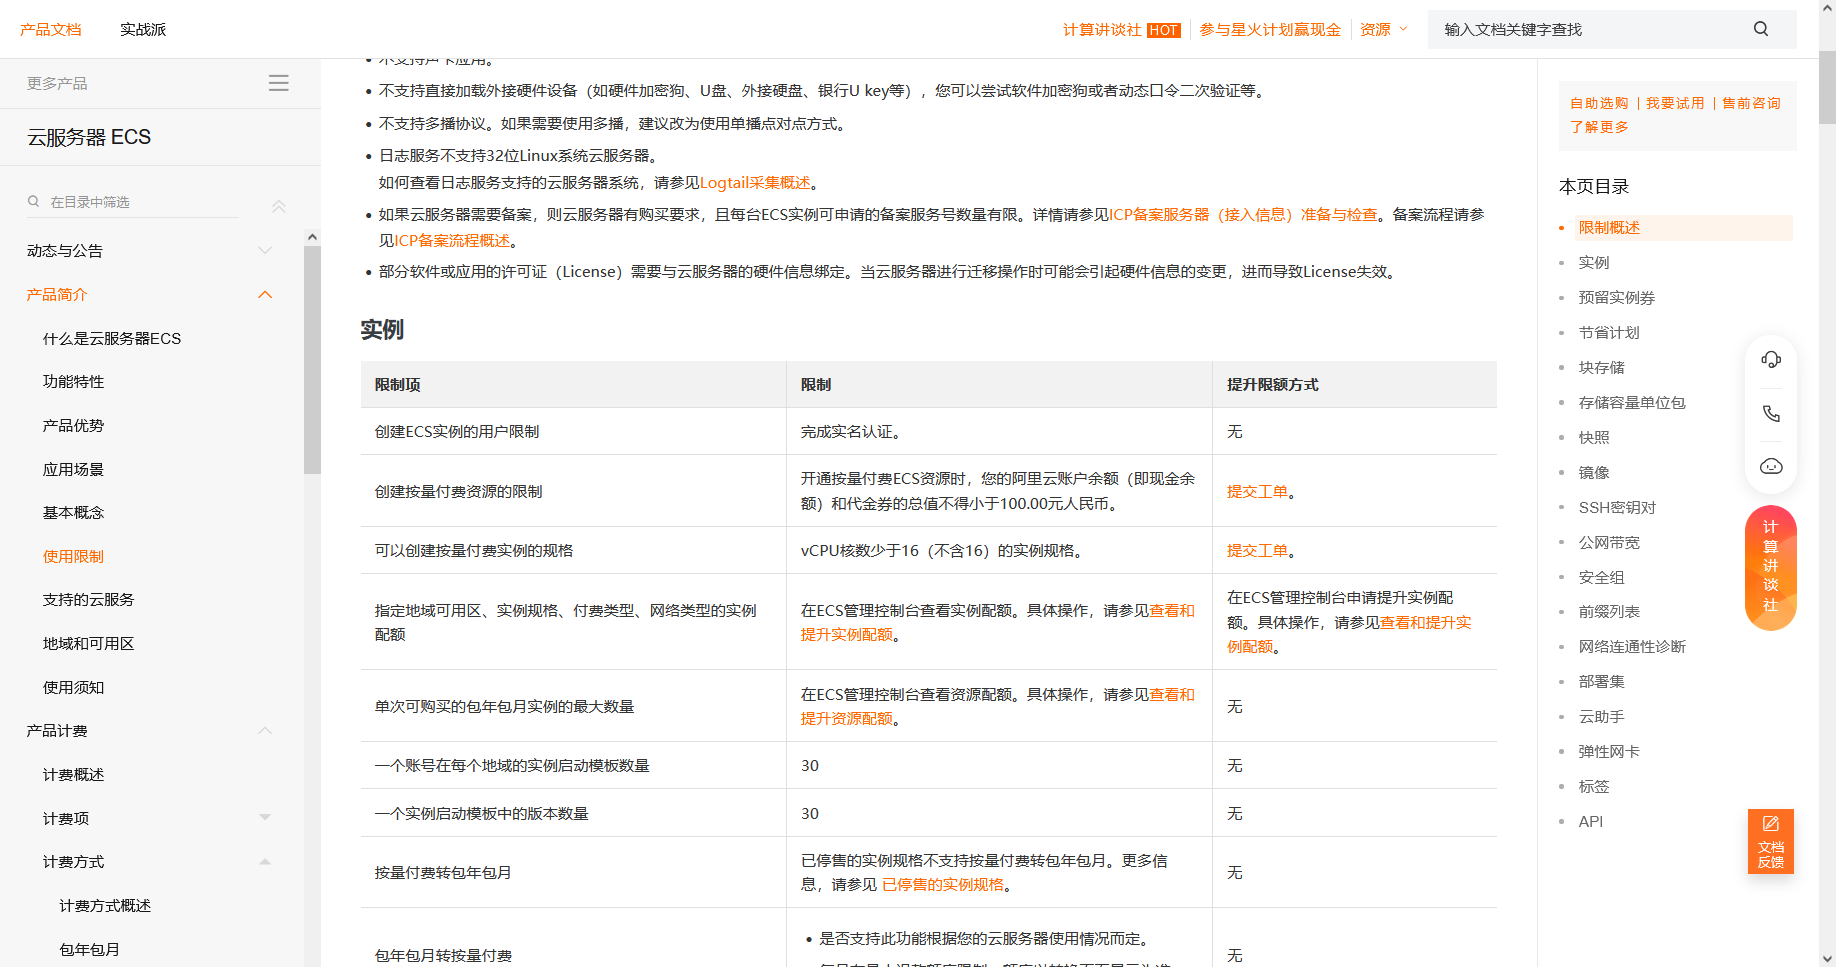 产品文档
实战派
计算讲谈社 HOT
参与星火计划赢现金
资源
输入文档关键字查找
更多产品
云服务器 ECS
在目录中筛选
动态与公告
产品简介
什么是云服务器ECS
功能特性
产品优势
应用场景
基本概念
使用限制
支持的云服务
地域和可用区
使用须知
产品计费
计费概述
计费项
计费方式
计费方式概述
包年包月
不支持声卡应用。
不支持直接加载外接硬件设备（如硬件加密狗、U盘、外接硬盘、银行U key等），您可以尝试软件加密狗或者动态口令二次验证等。
不支持多播协议。如果需要使用多播，建议改为使用单播点对点方式。
日志服务不支持32位Linux系统云服务器。
如何查看日志服务支持的云服务器系统，请参见Logtail采集概述。
如果云服务器需要备案，则云服务器有购买要求，且每台ECS实例可申请的备案服务号数量有限。详情请参见ICP备案服务器（接入信息）准备与检查。备案流程请参
见ICP备案流程概述。
部分软件或应用的许可证（License）需要与云服务器的硬件信息绑定。当云服务器进行迁移操作时可能会引起硬件信息的变更，进而导致License失效。
实例
限制项
限制
提升限额方式
创建ECS实例的用户限制
完成实名认证。
无
创建按量付费资源的限制
开通按量付费ECS资源时，您的阿里云账户余额（即现金余
额）和代金券的总值不得小于100.00元人民币。
提交工单。
可以创建按量付费实例的规格
vCPU核数少于16（不含16）的实例规格。
提交工单。
指定地域可用区、实例规格、付费类型、网络类型的实例
配额
在ECS管理控制台查看实例配额。具体操作，请参见查看和
提升实例配额。
在ECS管理控制台申请提升实例配
额。具体操作，请参见查看和提升实
例配额。
单次可购买的包年包月实例的最大数量
在ECS管理控制台查看资源配额。具体操作，请参见查看和
提升资源配额。
无
一个账号在每个地域的实例启动模板数量
30
无
一个实例启动模板中的版本数量
30
无
按量付费转包年包月
已停售的实例规格不支持按量付费转包年包月。更多信
息，请参见 已停售的实例规格。
无
包年包月转按量付费
是否支持此功能根据您的云服务器使用情况而定。
无
自助选购 | 我要试用 | 售前咨询
了解更多
本页目录
限制概述
实例
预留实例券
节省计划
块存储
存储容量单位包
快照
镜像
SSH密钥对
公网带宽
安全组
前缀列表
网络连通性诊断
部署集
云助手
弹性网卡
标签
API
计
算
讲
谈
社
文档
反馈